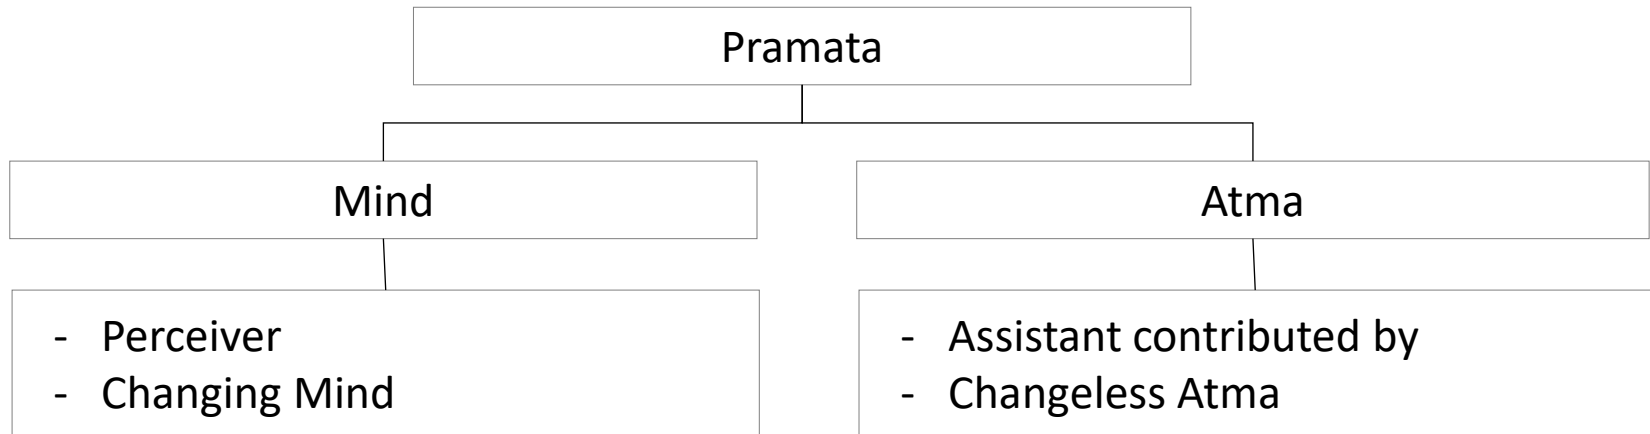 Pramata
Mind
Atma
- Perceiver
- Changing Mind
- Assistant contributed by
- Changeless Atma